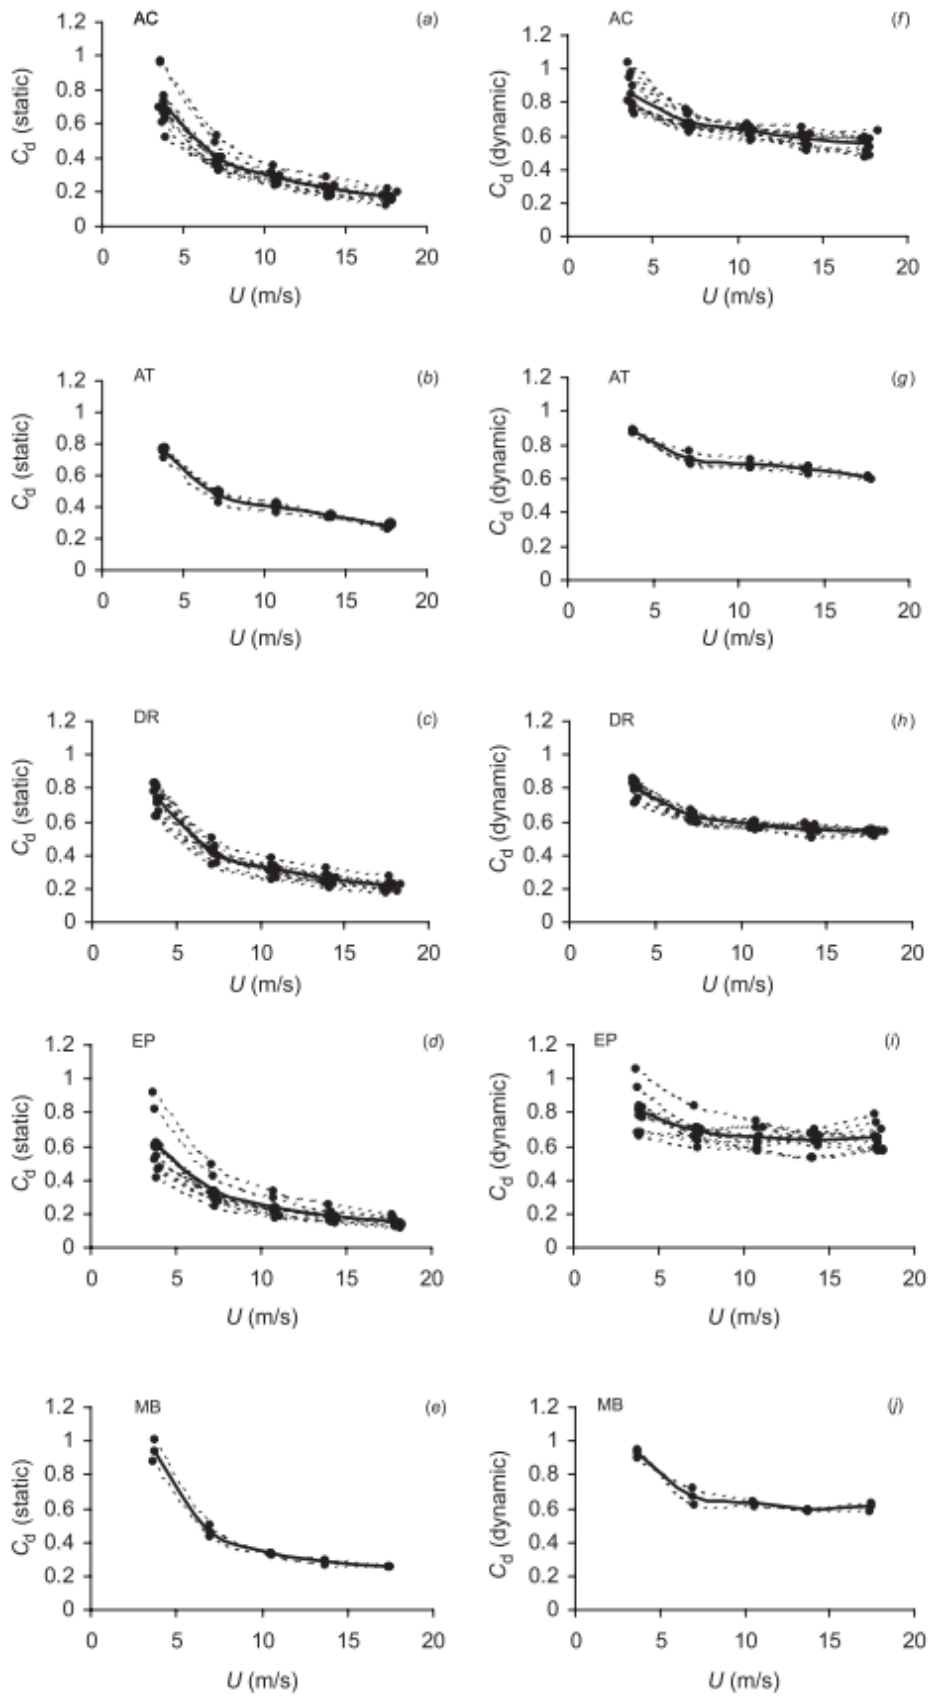 AC (a)
1.2
1
0.8
0.6
0.4
0.2
0
Cd (static)
0 5 10 15 20
U (m/s)
AC (f)
1.2
1
0.8
0.6
0.4
0.2
0
Cd (dynamic)
0 5 10 15 20
U (m/s)
AT (b)
1.2
1
0.8
0.6
0.4
0.2
0
Cd (static)
0 5 10 15 20
U (m/s)
AT (g)
1.2
1
0.8
0.6
0.4
0.2
0
Cd (dynamic)
0 5 10 15 20
U (m/s)
DR (c)
1.2
1
0.8
0.6
0.4
0.2
0
Cd (static)
0 5 10 15 20
U (m/s)
DR (h)
1.2
1
0.8
0.6
0.4
0.2
0
Cd (dynamic)
0 5 10 15 20
U (m/s)
EP (d)
1.2
1
0.8
0.6
0.4
0.2
0
Cd (static)
0 5 10 15 20
U (m/s)
EP (i)
1.2
1
0.8
0.6
0.4
0.2
0
Cd (dynamic)
0 5 10 15 20
U (m/s)
MB (e)
1.2
1
0.8
0.6
0.4
0.2
0
Cd (static)
0 5 10 15 20
U (m/s)
MB (j)
1.2
1
0.8
0.6
0.4
0.2
0
Cd (dynamic)
0 5 10 15 20
U (m/s)